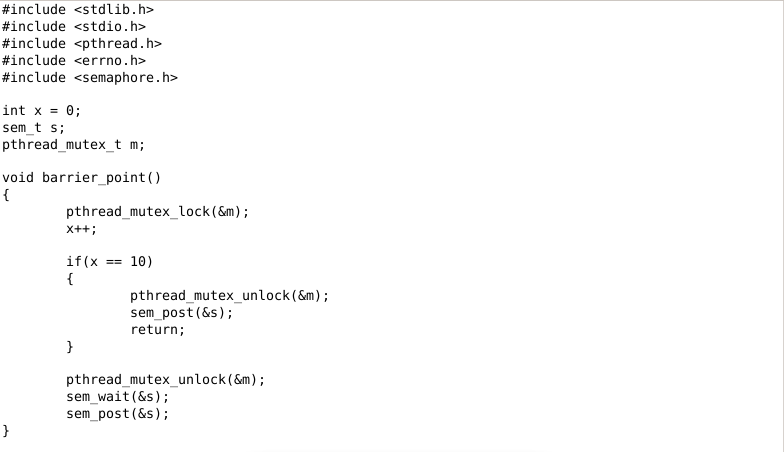 #include <stdlib.h>
#include <stdio.h>
#include <pthread.h>
#include <errno.h>
#include <semaphore.h>

int x = 0;
sem_t s;
pthread_mutex_t m;

void barrier_point()
{
        pthread_mutex_lock(&m);
        x++;

        if(x == 10)
        {
                pthread_mutex_unlock(&m);
                sem_post(&s);
                return;
        }

        pthread_mutex_unlock(&m);
        sem_wait(&s);
        sem_post(&s);
}